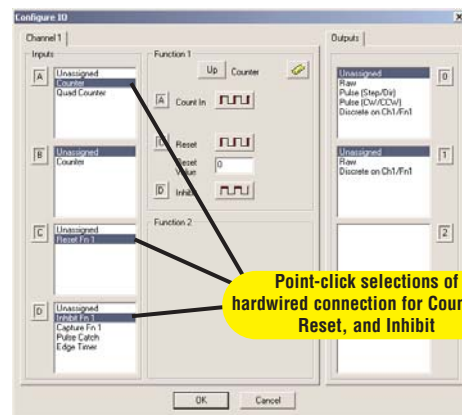 Configure IO
Channel 1
Inputs
A
Unassigned
Counter
Quad Counter
B
Unassigned
Counter
C
Unassigned
Reset Fn 1
D
Unassigned
Inhibit Fn 1
Capture Fn 1
Pulse Catch
Edge Timer
Function 1
Up Counter
A Count In
Reset
Reset
Value
0
D Inhibit
Function 2
Outputs
Unassigned
Raw
Pulse (Step/Dir)
Pulse (CW/CCW)
Discrete on Ch1/Fn1
0
Unassigned
Raw
Discrete on Ch1/Fn1
1
2
Point-click selections of
hardwired connection for Coun
Reset, and Inhibit
OK Cancel